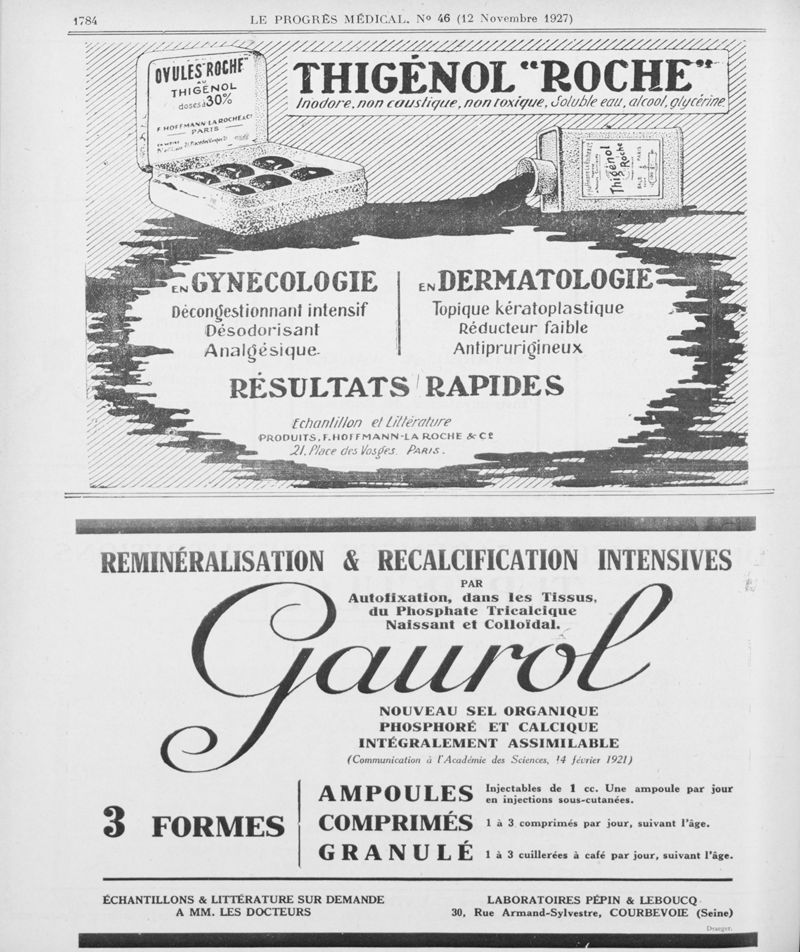 1784
LE PROGRÈS MÉDICAL. No 46 (12 Novembre 1927)
OVULES "ROCHE"
AU
THIGÉNOL
doses à 30%
F. HOFFMANN-LA ROCHE & Cº
PARIS
THIGÉNOL "ROCHE"
Inodore, non caustique, non toxique, Soluble eau, alcool, glycérine
Thigénol
Roche
EN GYNECOLOGIE
Décongestionnant intensif
Désodorisant
Analgésique.
EN DERMATOLOGIE
Topique kératoplastique
Réducteur faible
Antiprurigineux
RÉSULTATS RAPIDES
Echantillon et Littérature
PRODUITS, F. HOFFMANN-LA ROCHE & Cº
21. Place des Vosges. PARIS.
REMINÉRALISATION & RECALCIFICATION INTENSIVES
PAR
Autofixation, dans les Tissus,
du Phosphate Tricalcique
Naissant et Colloïdal.
Gaurol
NOUVEAU SEL ORGANIQUE
PHOSPHORÉ ET CALCIQUE
INTÉGRALEMENT ASSIMILABLE
(Communication à l'Académie des Sciences, 14 février 1921)
3 FORMES
AMPOULES Injectables de 1 cc. Une ampoule par jour
en injections sous-cutanées.
COMPRIMÉS 1 à 3 comprimés par jour, suivant l'âge.
GRANULÉ 1 à 3 cuillerées à café par jour, suivant l'âge.
ÉCHANTILLONS & LITTÉRATURE SUR DEMANDE
A MM. LES DOCTEURS
LABORATOIRES PÉPIN & LEBOUCQ
30, Rue Armand-Sylvestre, COURBEVOIE (Seine)
Draeger.